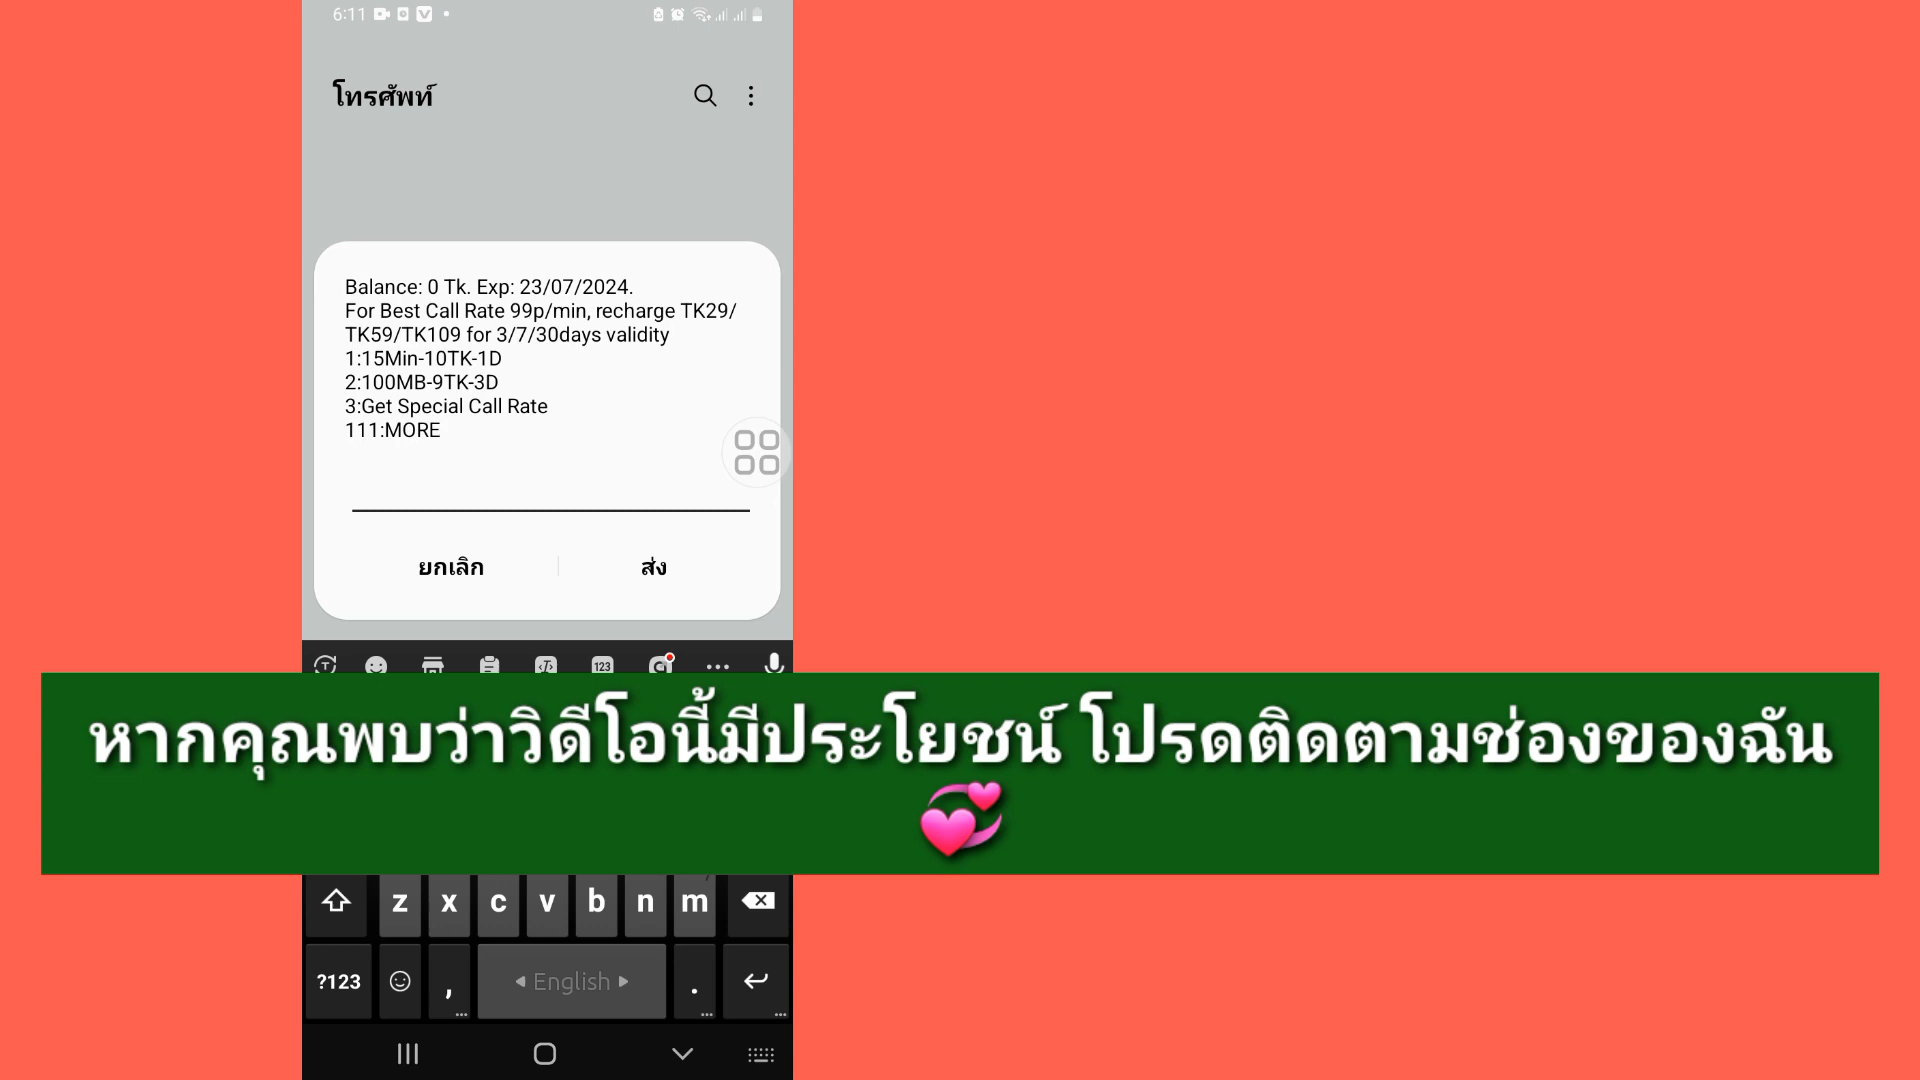 6:11
โทรศัพท์
Balance: 0 Tk. Exp: 23/07/2024.
For Best Call Rate 99p/min, recharge TK29/
TK59/TK109 for 3/7/30days validity
1:15Min-10TK-1D
2:100MB-9TK-3D
3:Get Special Call Rate
111:MORE
ยกเลิก ส่ง
123
หากคุณพบว่าวิดีโอนี้มีประโยชน์ โปรดติดตามช่องของฉัน
💞
z x c v b n m
?123 , English .